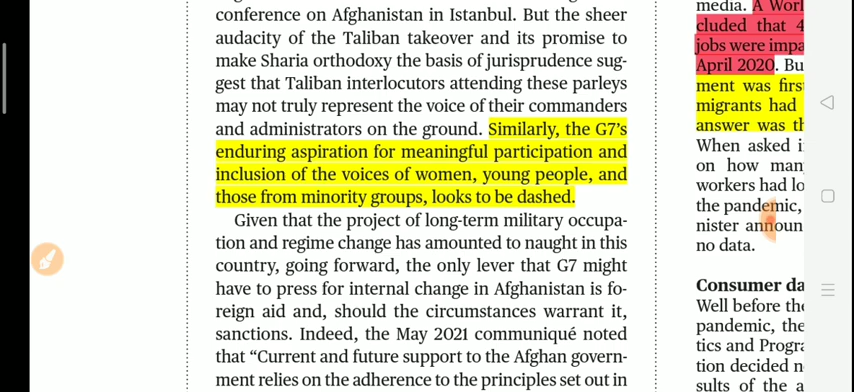 conference on Afghanistan in Istanbul. But the sheer
audacity of the Taliban takeover and its promise to
make Sharia orthodoxy the basis of jurisprudence sug-
gest that Taliban interlocutors attending these parleys
may not truly represent the voice of their commanders
and administrators on the ground. Similarly, the G7’s
enduring aspiration for meaningful participation and
inclusion of the voices of women, young people, and
those from minority groups, looks to be dashed.
Given that the project of long-term military occupa-
tion and regime change has amounted to naught in this
country, going forward, the only lever that G7 might
have to press for internal change in Afghanistan is fo-
reign aid and, should the circumstances warrant it,
sanctions. Indeed, the May 2021 communiqué noted
that “Current and future support to the Afghan govern-
ment relies on the adherence to the principles set out in
media. A Worl
cluded that 4
jobs were impa
April 2020. Bu
ment was firs
migrants had
answer was th
When asked i
on how man
workers had lo
the pandemic,
nister announ
no data.
Consumer da
Well before the
pandemic, the
tics and Progra
tion decided n
sults of the a